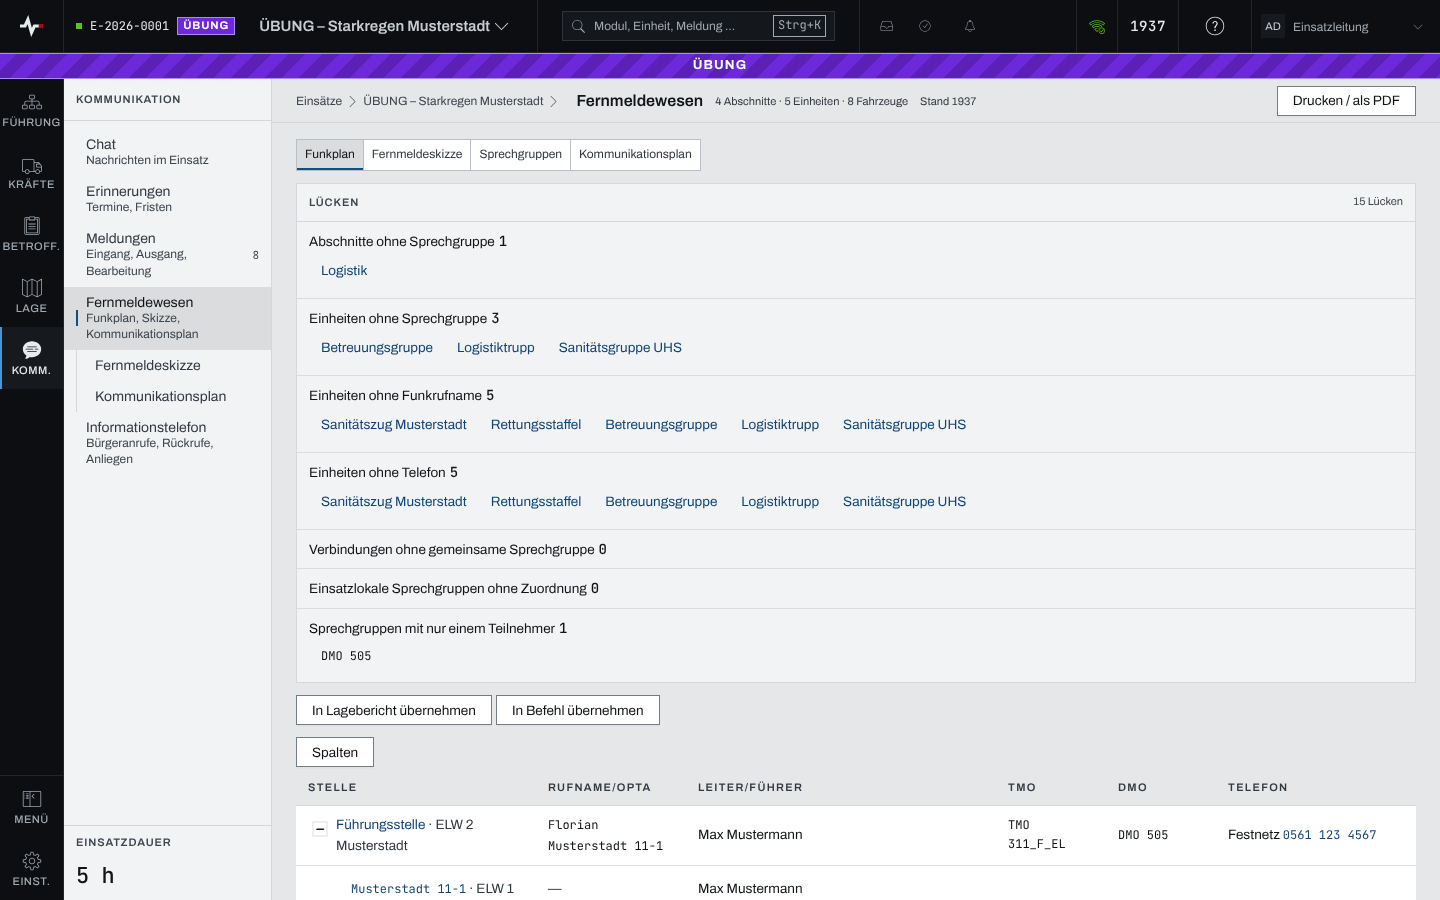 E-2026-0001 ÜBUNG ÜBUNG – Starkregen Musterstadt Modul, Einheit, Meldung ... Strg+K 1937 ? AD Einsatzleitung
ÜBUNG
FÜHRUNG
KRÄFTE
BETROFF.
LAGE
KOMM.
MENÜ
EINST.
KOMMUNIKATION
Chat
Nachrichten im Einsatz
Erinnerungen
Termine, Fristen
Meldungen
Eingang, Ausgang,
Bearbeitung
8
Fernmeldewesen
Funkplan, Skizze,
Kommunikationsplan
Fernmeldeskizze
Kommunikationsplan
Informationstelefon
Bürgeranrufe, Rückrufe,
Anliegen
EINSATZDAUER
5 h
Einsätze ÜBUNG – Starkregen Musterstadt Fernmeldewesen 4 Abschnitte · 5 Einheiten · 8 Fahrzeuge Stand 1937 Drucken / als PDF
Funkplan Fernmeldeskizze Sprechgruppen Kommunikationsplan
LÜCKEN 15 Lücken
Abschnitte ohne Sprechgruppe 1
Logistik
Einheiten ohne Sprechgruppe 3
Betreuungsgruppe Logistiktrupp Sanitätsgruppe UHS
Einheiten ohne Funkrufname 5
Sanitätszug Musterstadt Rettungsstaffel Betreuungsgruppe Logistiktrupp Sanitätsgruppe UHS
Einheiten ohne Telefon 5
Sanitätszug Musterstadt Rettungsstaffel Betreuungsgruppe Logistiktrupp Sanitätsgruppe UHS
Verbindungen ohne gemeinsame Sprechgruppe 0
Einsatzlokale Sprechgruppen ohne Zuordnung 0
Sprechgruppen mit nur einem Teilnehmer 1
DMO 505
In Lagebericht übernehmen In Befehl übernehmen
Spalten
STELLE RUFNAME/OPTA LEITER/FÜHRER TMO DMO TELEFON
Führungsstelle · ELW 2
Musterstadt
Florian
Musterstadt 11-1
Max Mustermann
TMO
311_F_EL
DMO 505
Festnetz 0561 123 4567
Musterstadt 11-1 · ELW 1 — Max Mustermann